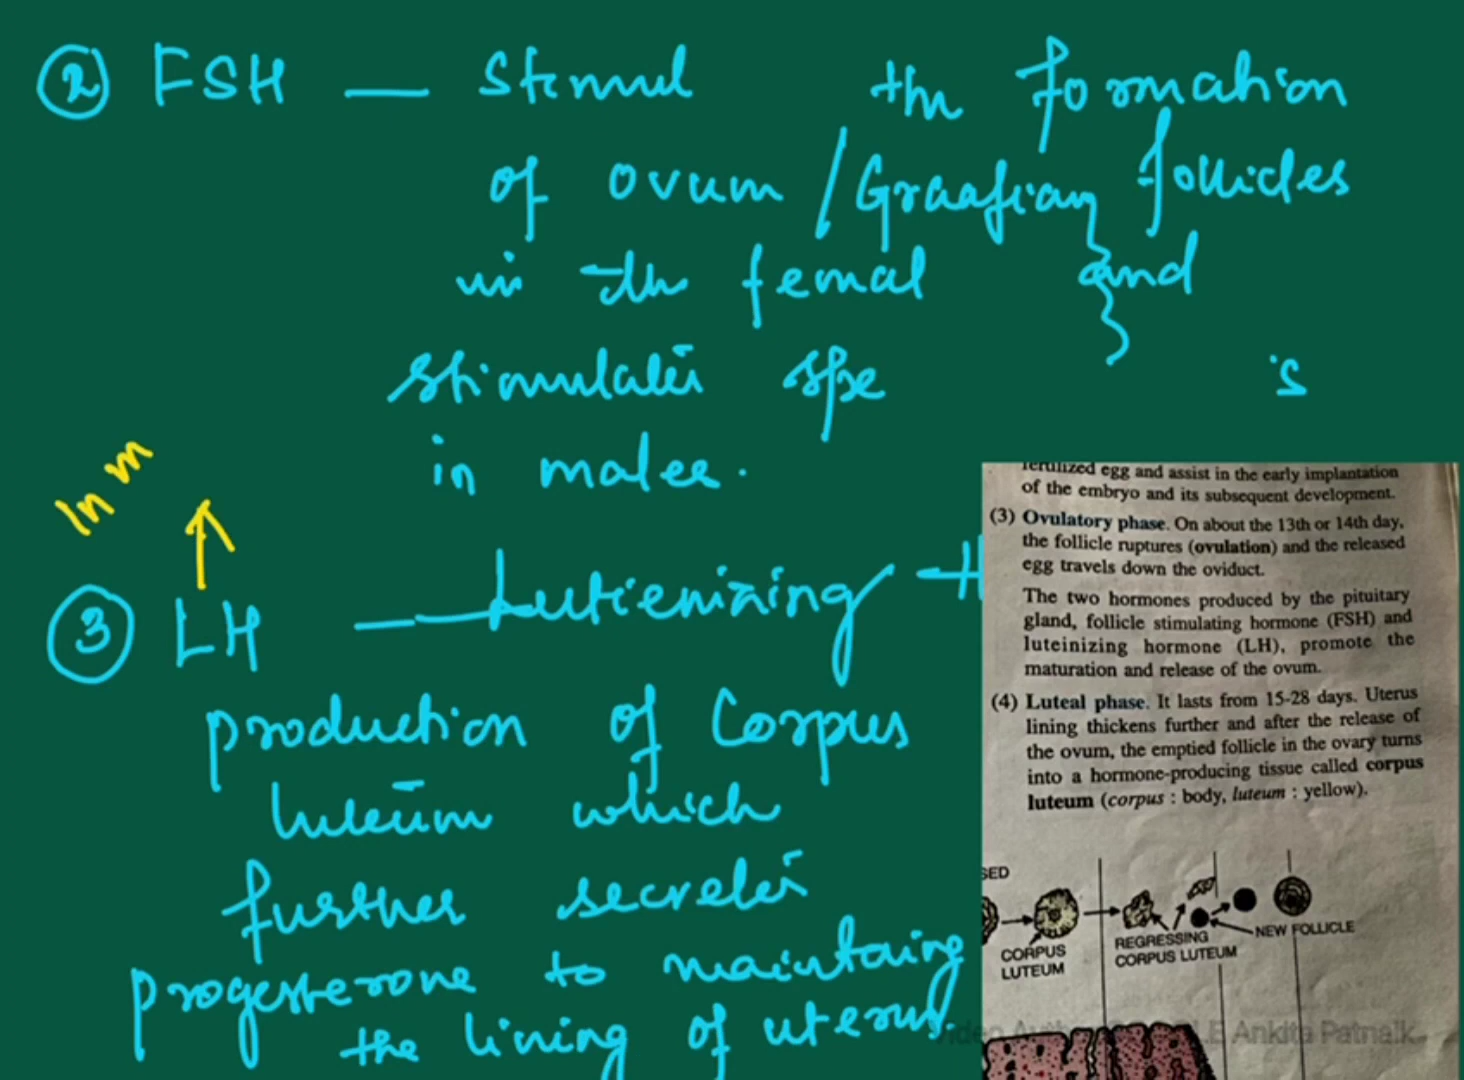 ② FSH — Stimul the formation
of ovum / Graafian follicles
in the femal and
stimulates spe is
in males.
In m
③ LH — Lutienizing H
production of Corpus
luteum which
further secretes
progesterone to maintaing
the lining of uterus
fertilized egg and assist in the early implantation
of the embryo and its subsequent development.
(3) Ovulatory phase. On about the 13th or 14th day,
the follicle ruptures (ovulation) and the released
egg travels down the oviduct.
The two hormones produced by the pituitary
gland, follicle stimulating hormone (FSH) and
luteinizing hormone (LH), promote the
maturation and release of the ovum.
(4) Luteal phase. It lasts from 15-28 days. Uterus
lining thickens further and after the release of
the ovum, the emptied follicle in the ovary turns
into a hormone-producing tissue called corpus
luteum (corpus : body, luteum : yellow).
SED
CORPUS
LUTEUM
REGRESSING
CORPUS LUTEUM
NEW FOLLICLE
Ankita Patnaik